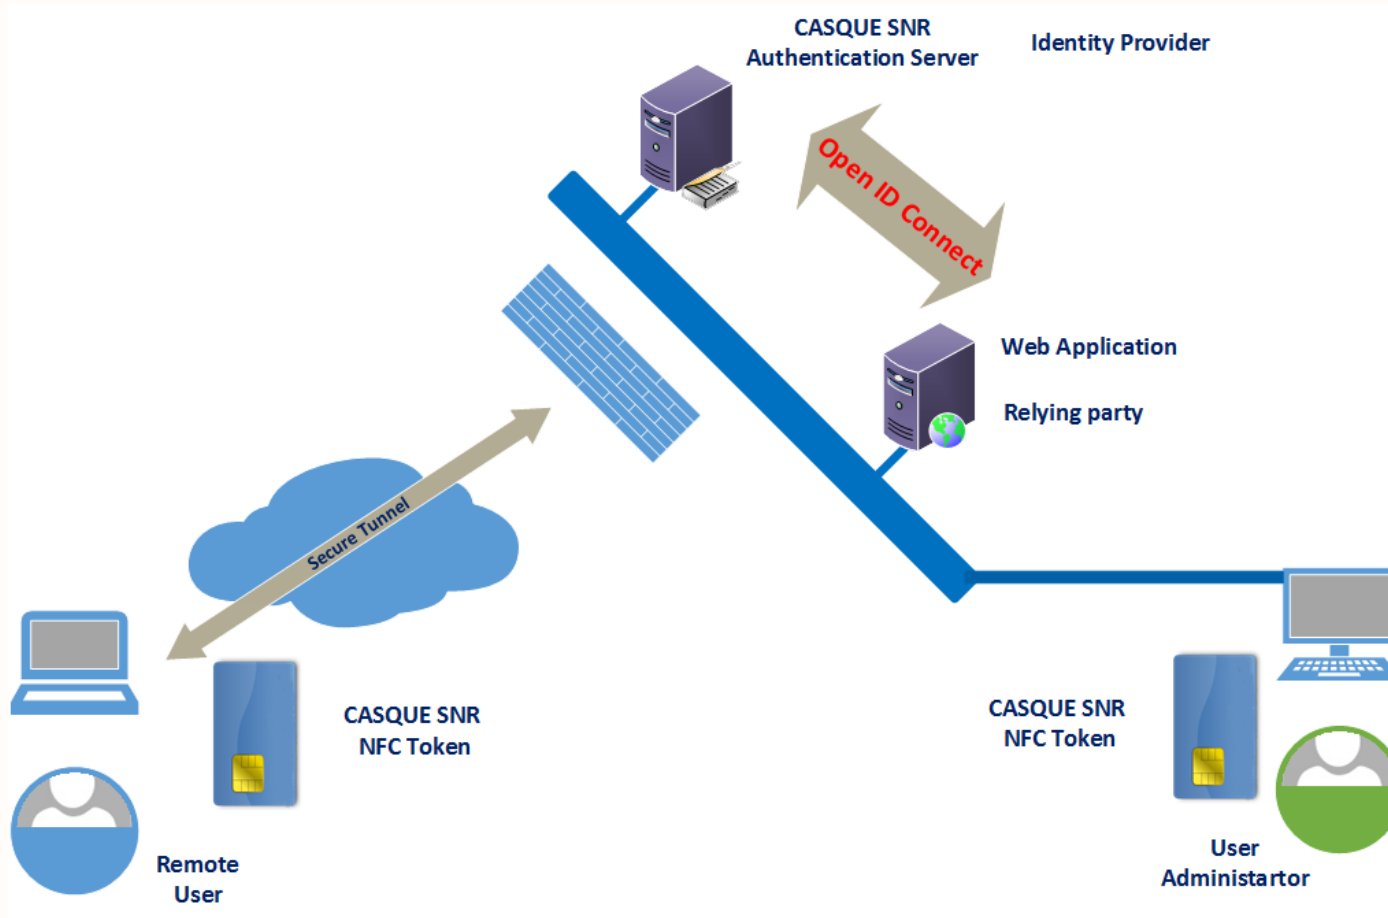 CASQUE SNR
Authentication Server
Identity Provider
Open ID Connect
Web Application
Relying party
Secure Tunnel
CASQUE SNR
NFC Token
CASQUE SNR
NFC Token
Remote
User
User
Administartor